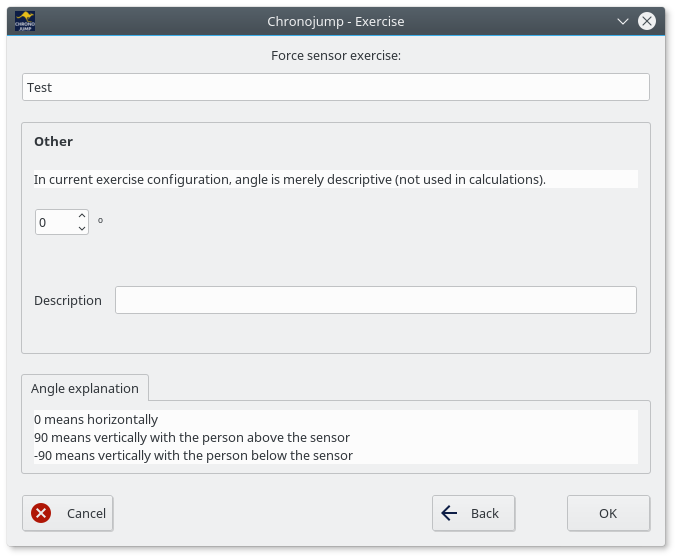 CHRONO
JUMP
Chronojump - Exercise
Force sensor exercise:
Test
Other
In current exercise configuration, angle is merely descriptive (not used in calculations).
0 º
Description
Angle explanation
0 means horizontally
90 means vertically with the person above the sensor
-90 means vertically with the person below the sensor
Cancel
Back
OK